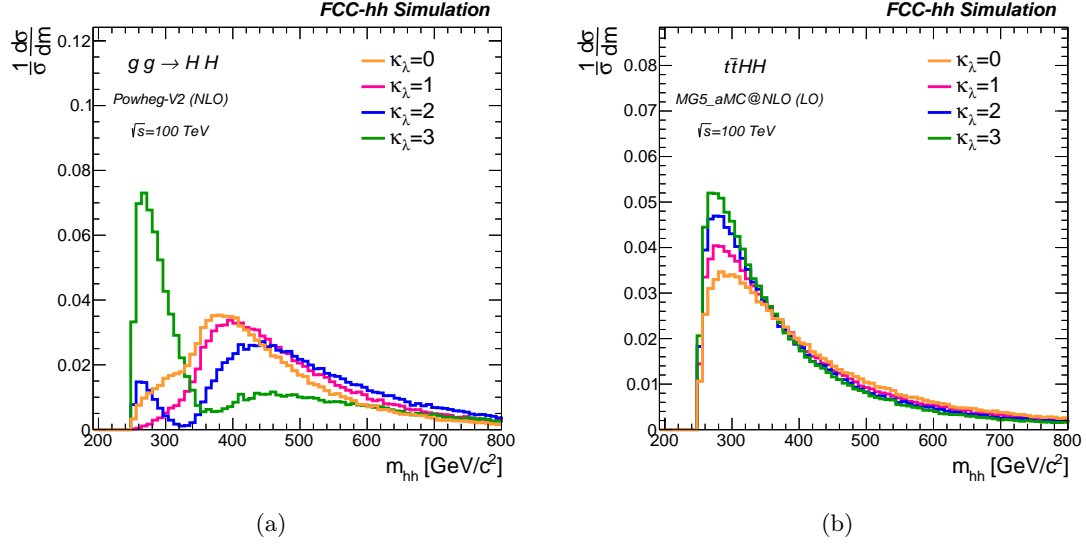 FCC-hh Simulation
1/σ dσ/dm
g g → H H
Powheg-V2 (NLO)
√s=100 TeV
κλ=0
κλ=1
κλ=2
κλ=3
0.12
0.1
0.08
0.06
0.04
0.02
0
200 300 400 500 600 700 800
m_hh [GeV/c²]
(a)
FCC-hh Simulation
1/σ dσ/dm
tt̄HH
MG5_aMC@NLO (LO)
√s=100 TeV
κλ=0
κλ=1
κλ=2
κλ=3
0.08
0.07
0.06
0.05
0.04
0.03
0.02
0.01
0
200 300 400 500 600 700 800
m_hh [GeV/c²]
(b)